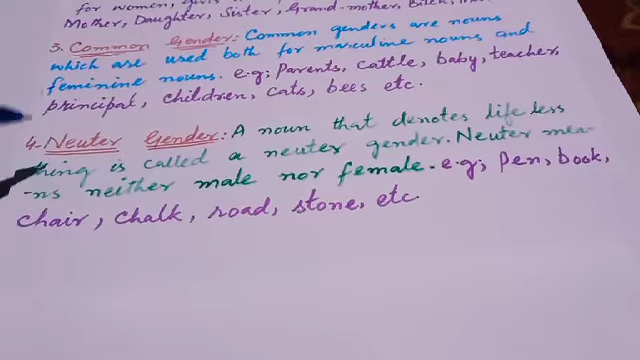 for women, girls
Mother, Daughter, Sister, Grand-mother, Bitch,
3. Common Gender: Common genders are nouns
which are used both for masculine nouns and
feminine nouns. e.g; Parents, cattle, baby, teacher,
principal, children, cats, bees etc.
4. Neuter Gender: A noun that denotes lifeless
thing is called a neuter gender. Neuter mea-
-ns neither male nor female. e.g; Pen, book,
chair, chalk, road, stone, etc.